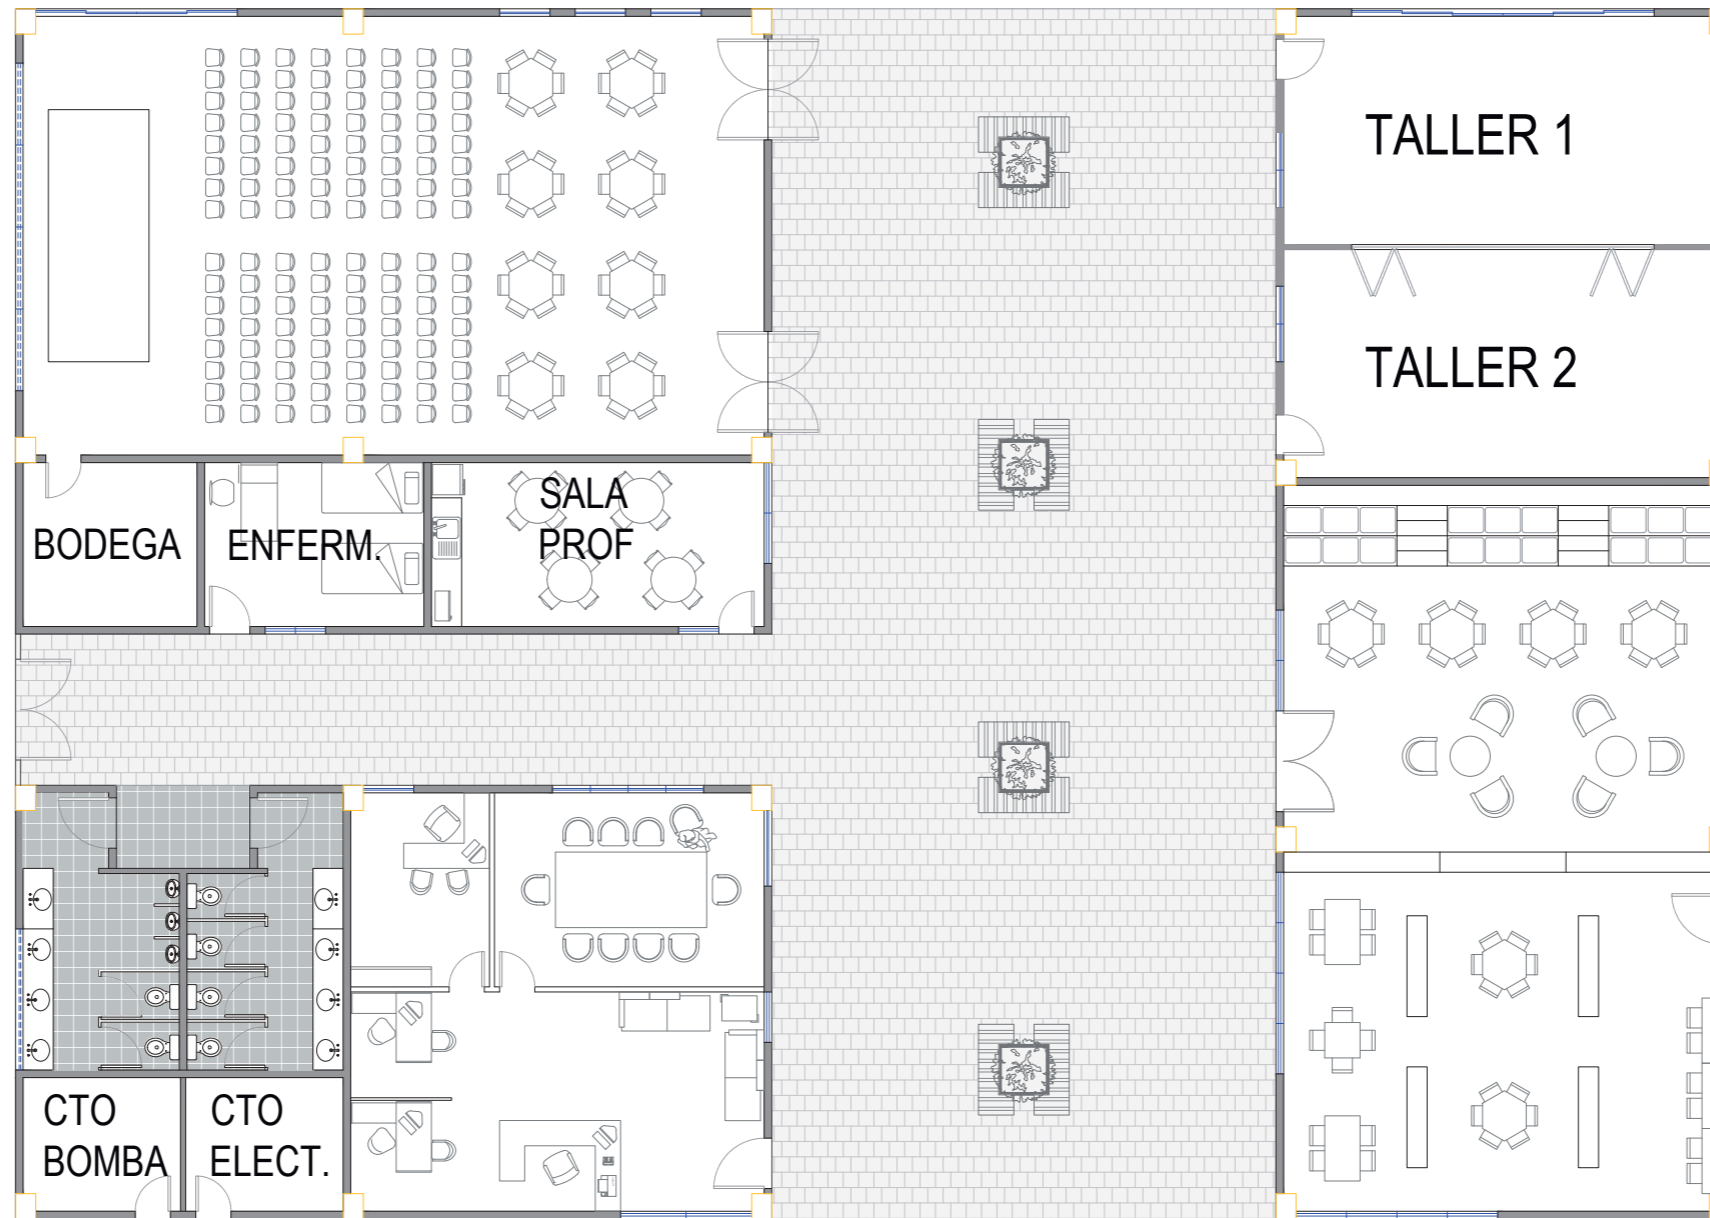 TALLER 1
TALLER 2
BODEGA
ENFERM.
SALA
PROF
CTO
BOMBA
CTO
ELECT.